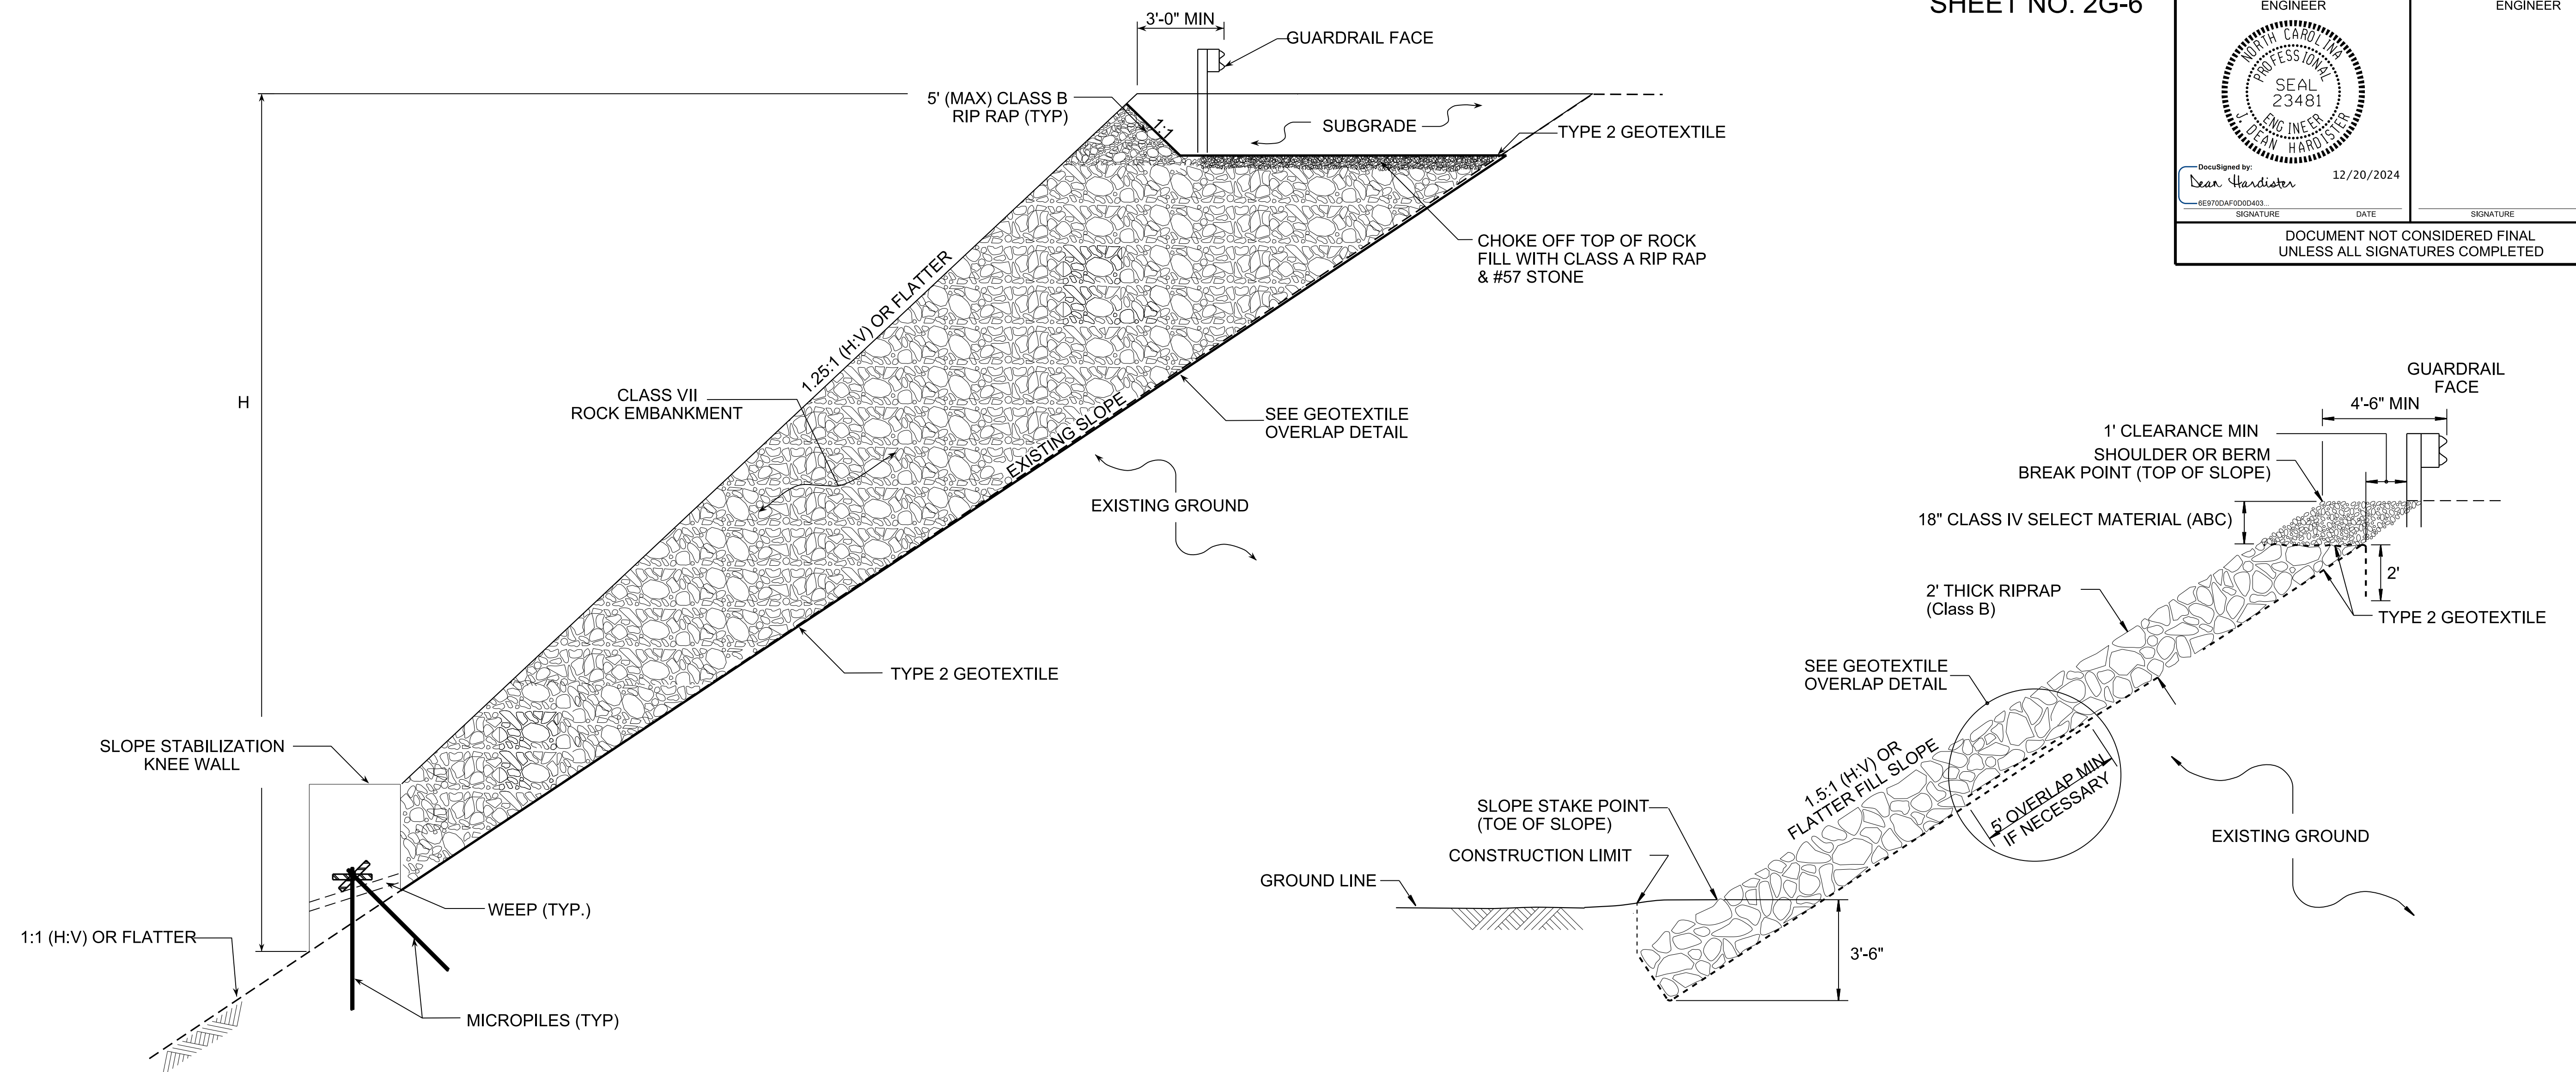 SHEET NO. 2G-6
ENGINEER
ENGINEER
NORTH CAROLINA
PROFESSIONAL
SEAL
23481
ENGINEER
J. DEAN HARDISTER
DocuSigned by:
Dean Hardister
12/20/2024
6E970DAF0D0D403...
SIGNATURE
DATE
SIGNATURE
DOCUMENT NOT CONSIDERED FINAL
UNLESS ALL SIGNATURES COMPLETED
3'-0" MIN
GUARDRAIL FACE
5' (MAX) CLASS B
RIP RAP (TYP)
1:1
SUBGRADE
TYPE 2 GEOTEXTILE
CHOKE OFF TOP OF ROCK
FILL WITH CLASS A RIP RAP
& #57 STONE
1.25:1 (H:V) OR FLATTER
H
CLASS VII
ROCK EMBANKMENT
SEE GEOTEXTILE
OVERLAP DETAIL
EXISTING SLOPE
EXISTING GROUND
TYPE 2 GEOTEXTILE
SLOPE STABILIZATION
KNEE WALL
WEEP (TYP.)
1:1 (H:V) OR FLATTER
MICROPILES (TYP)
GUARDRAIL
FACE
4'-6" MIN
1' CLEARANCE MIN
SHOULDER OR BERM
BREAK POINT (TOP OF SLOPE)
18" CLASS IV SELECT MATERIAL (ABC)
2'
2' THICK RIPRAP
(Class B)
TYPE 2 GEOTEXTILE
SEE GEOTEXTILE
OVERLAP DETAIL
1.5:1 (H:V) OR
FLATTER FILL SLOPE
5' OVERLAP MIN
IF NECESSARY
SLOPE STAKE POINT
(TOE OF SLOPE)
CONSTRUCTION LIMIT
EXISTING GROUND
GROUND LINE
3'-6"